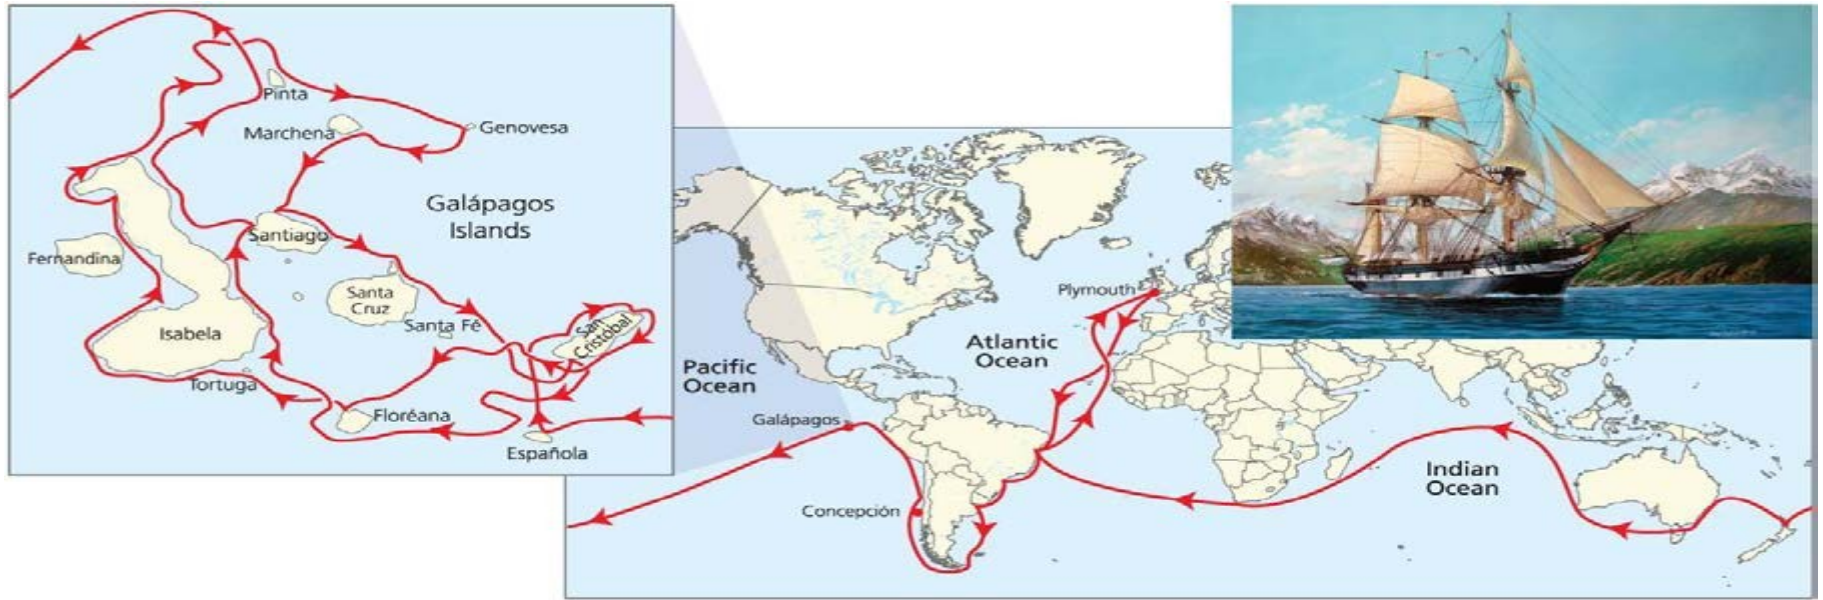 Pinta
Marchena
Genovesa
Galápagos
Islands
Santiago
Fernandina
Santa
Cruz
Santa Fé
San
Cristóbal
Isabela
Tortuga
Floréana
Española
Plymouth
Atlantic
Ocean
Pacific
Ocean
Galápagos
Concepción
Indian
Ocean